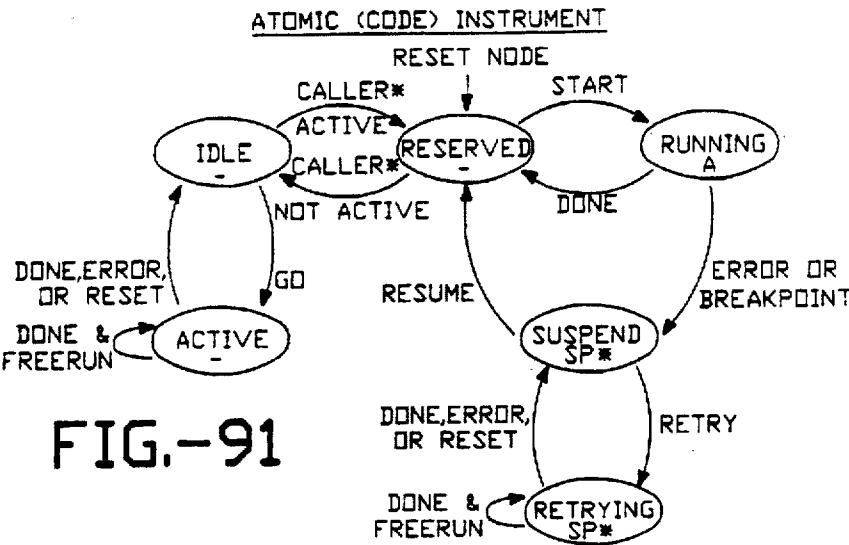 ATOMIC (CODE) INSTRUMENT
RESET NODE
CALLER*
ACTIVE
START
IDLE
-
CALLER*
RESERVED
-
RUNNING
A
NOT ACTIVE
DONE
DONE,ERROR,
OR RESET
GO
RESUME
ERROR OR
BREAKPOINT
DONE &
FREERUN
ACTIVE
-
SUSPEND
SP*
DONE,ERROR,
OR RESET
RETRY
FIG.-91
DONE &
FREERUN
RETRYING
SP*